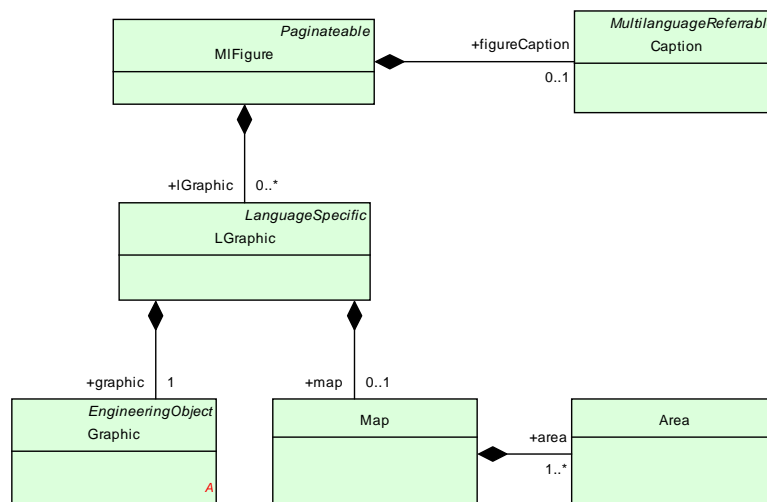 Paginateable
MlFigure
MultilanguageReferrabl
Caption
+figureCaption
0..1
+lGraphic 0..*
LanguageSpecific
LGraphic
+graphic 1
+map 0..1
EngineeringObject
Graphic
A
Map
+area
1..*
Area